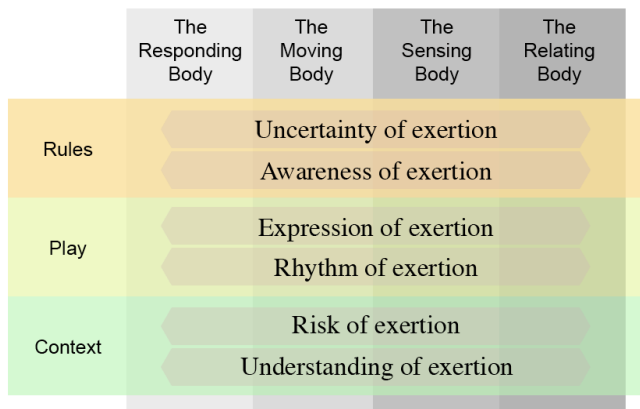 The
Responding
Body
The
Moving
Body
The
Sensing
Body
The
Relating
Body
Rules
Uncertainty of exertion
Awareness of exertion
Play
Expression of exertion
Rhythm of exertion
Context
Risk of exertion
Understanding of exertion